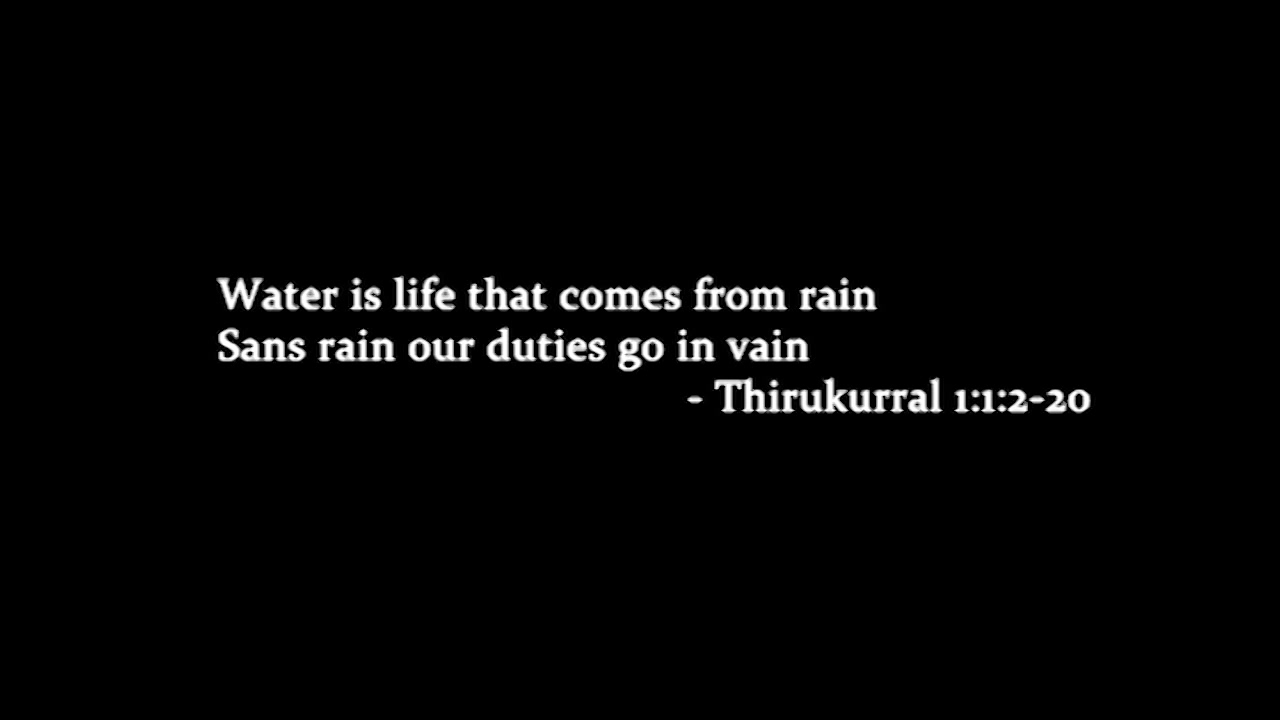 Water is life that comes from rain
Sans rain our duties go in vain
- Thirukurral 1:1:2-20